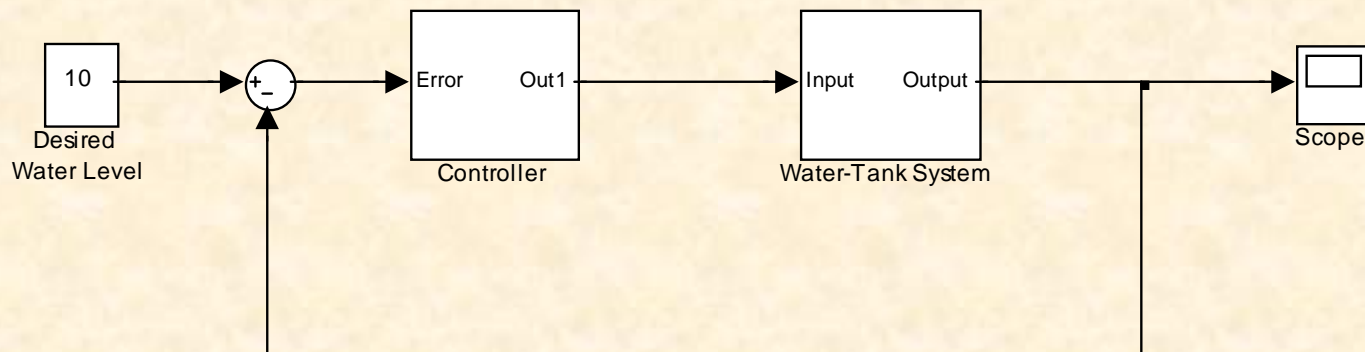 10
Desired
Water Level
+
−
Error
Out1
Controller
Input
Output
Water-Tank System
Scope